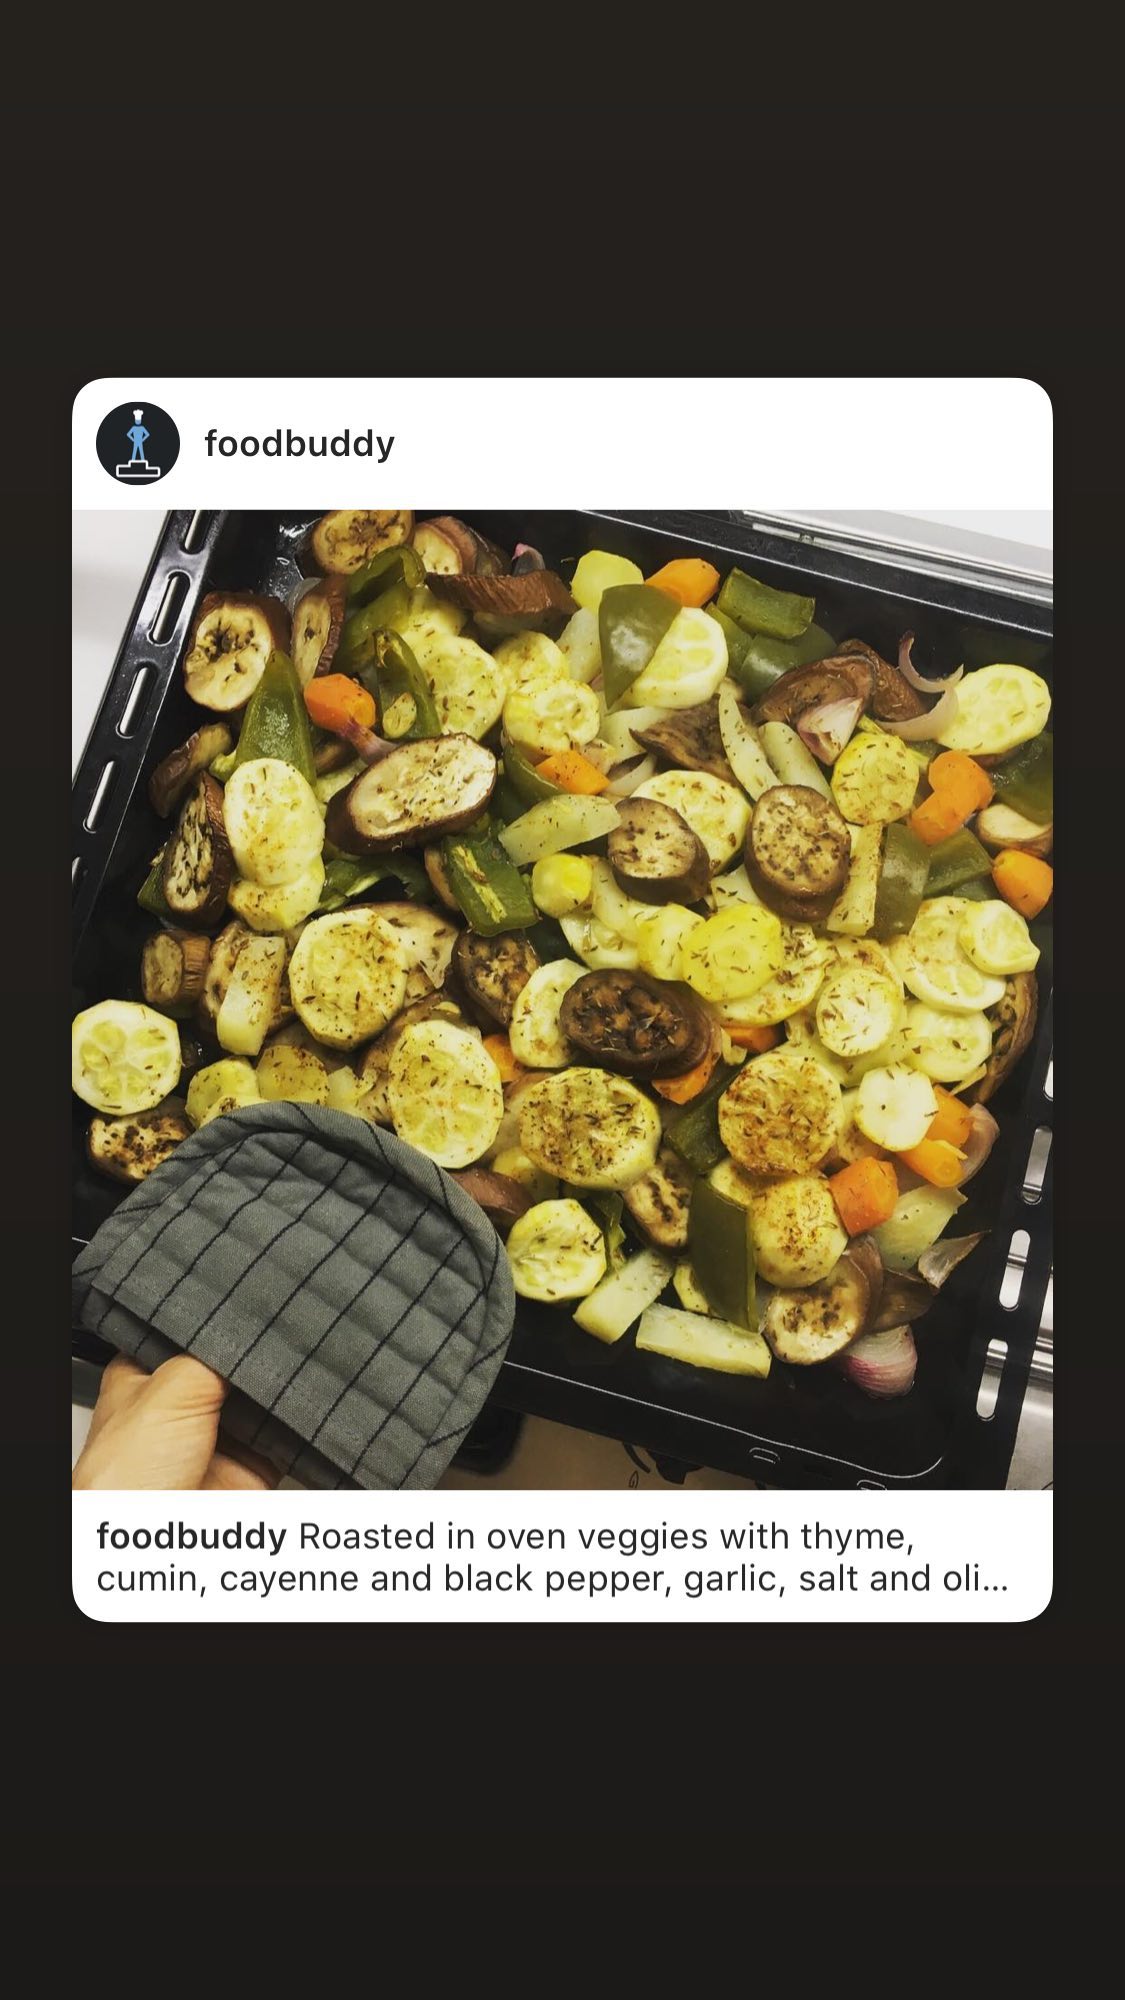 foodbuddy
foodbuddy Roasted in oven veggies with thyme,
cumin, cayenne and black pepper, garlic, salt and oli...